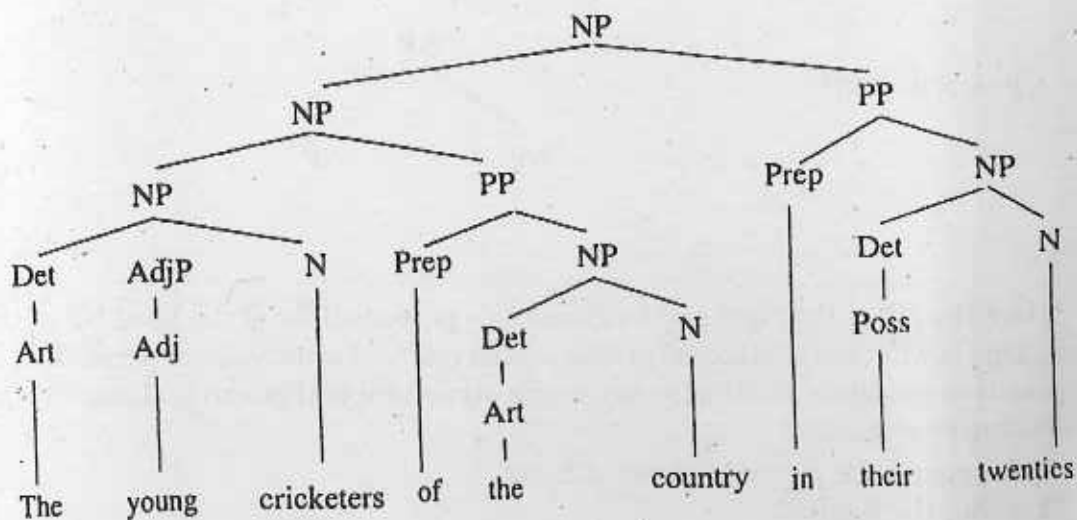 NP
NP PP
NP PP Prep NP
Det AdjP N Prep NP Det N
Art Adj Det N Poss
Art
The young cricketers of the country in their twenties